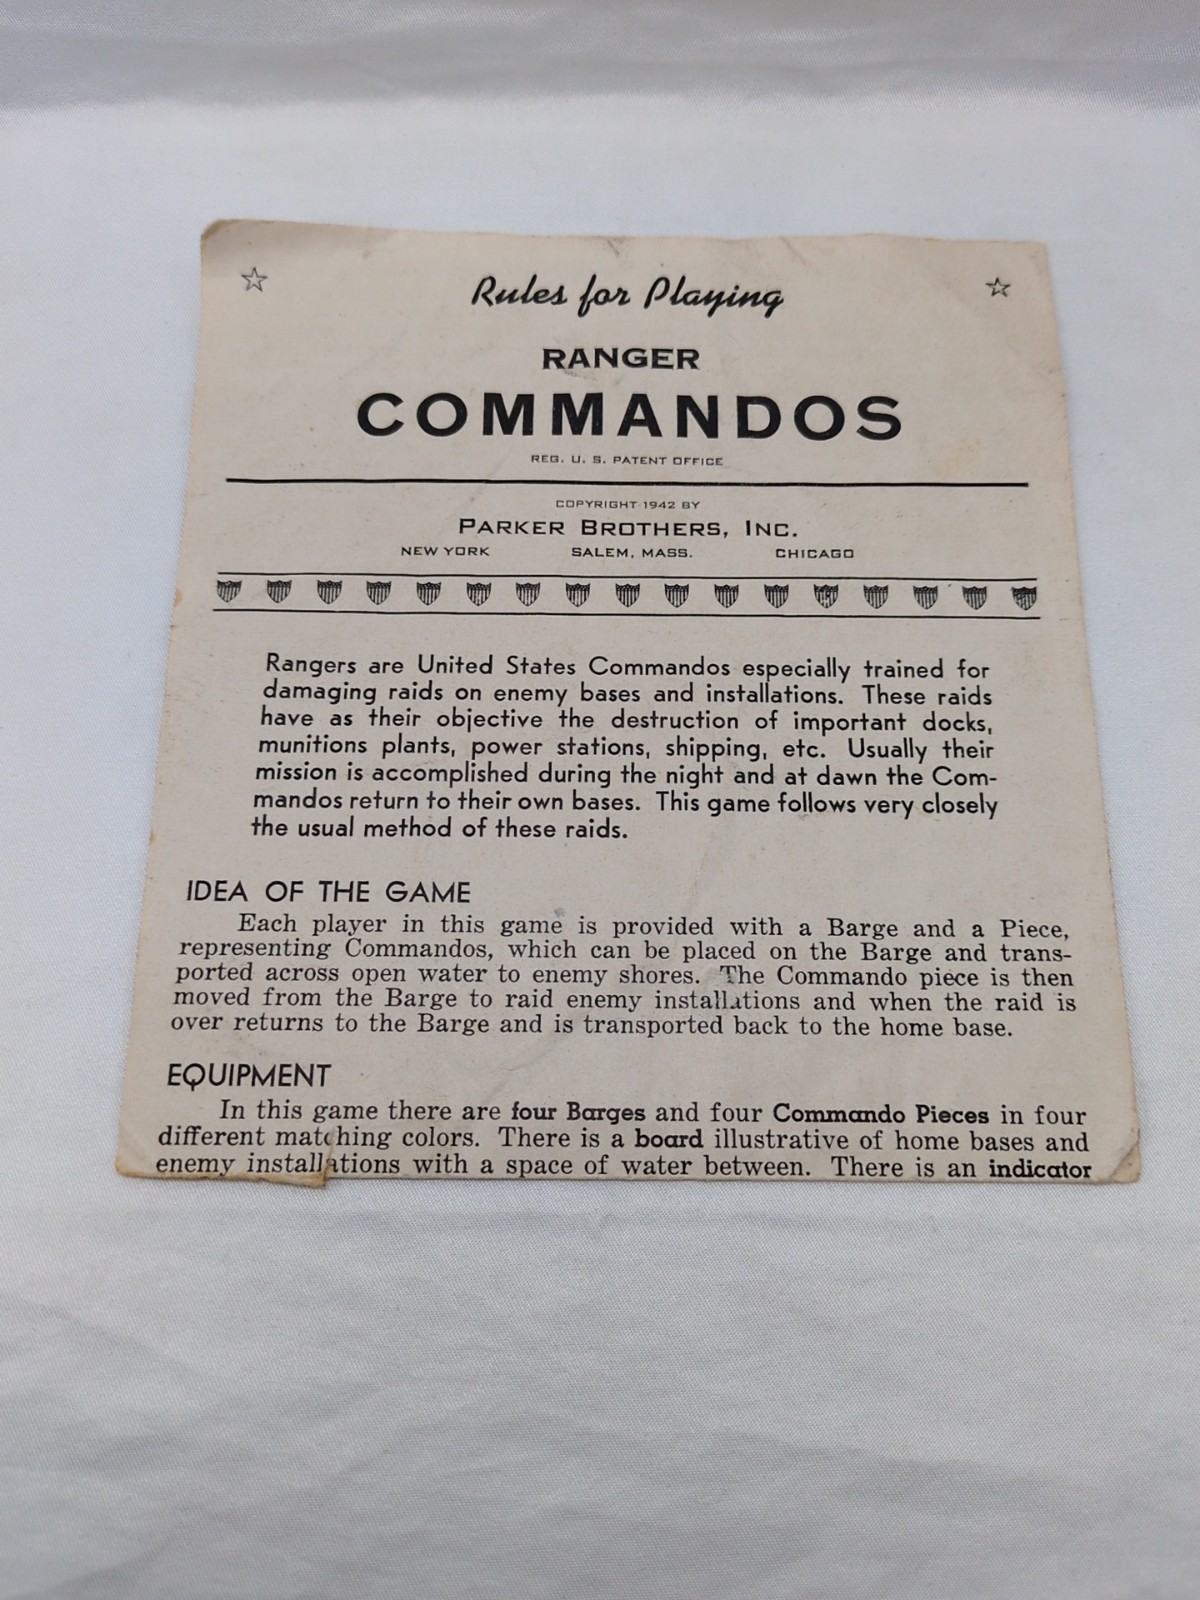 Rules for Playing
RANGER
COMMANDOS
REG. U. S. PATENT OFFICE
COPYRIGHT 1942 BY
PARKER BROTHERS, INC.
NEW YORK SALEM, MASS. CHICAGO
Rangers are United States Commandos especially trained for
damaging raids on enemy bases and installations. These raids
have as their objective the destruction of important docks,
munitions plants, power stations, shipping, etc. Usually their
mission is accomplished during the night and at dawn the Com-
mandos return to their own bases. This game follows very closely
the usual method of these raids.
IDEA OF THE GAME
Each player in this game is provided with a Barge and a Piece,
representing Commandos, which can be placed on the Barge and trans-
ported across open water to enemy shores. The Commando piece is then
moved from the Barge to raid enemy installations and when the raid is
over returns to the Barge and is transported back to the home base.
EQUIPMENT
In this game there are four Barges and four Commando Pieces in four
different matching colors. There is a board illustrative of home bases and
enemy installations with a space of water between. There is an indicator